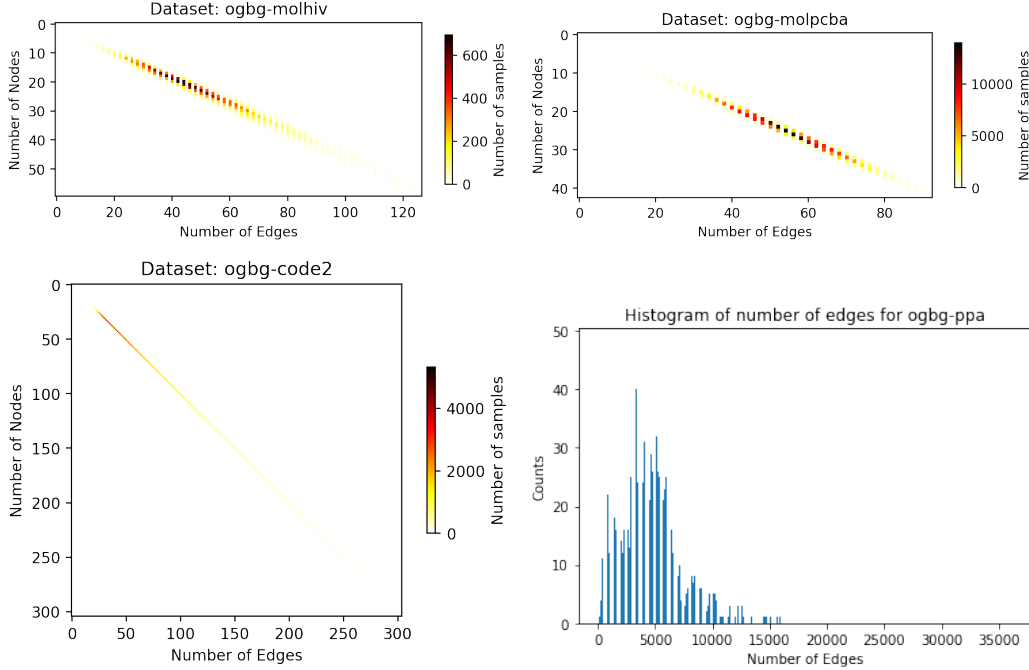 Dataset: ogbg-molhiv
0
10
20
30
40
50
Number of Nodes
0 20 40 60 80 100 120
Number of Edges
600
400
200
0
Number of samples
Dataset: ogbg-molpcba
0
10
20
30
40
Number of Nodes
0 20 40 60 80
Number of Edges
10000
5000
0
Number of samples
Dataset: ogbg-code2
0
50
100
150
200
250
300
Number of Nodes
0 50 100 150 200 250 300
Number of Edges
4000
2000
0
Number of samples
Histogram of number of edges for ogbg-ppa
50
40
30
20
10
0
Counts
0 5000 10000 15000 20000 25000 30000 35000
Number of Edges